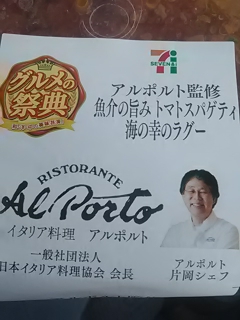 グルメの
祭典
7i
SEVEN&i
アルポルト監修
魚介の旨み トマトスパゲティ
海の幸のラグー
RISTORANTE
Al Porto
イタリア料理 アルポルト
一般社団法人
日本イタリア料理協会 会長
アルポルト
片岡シェフ